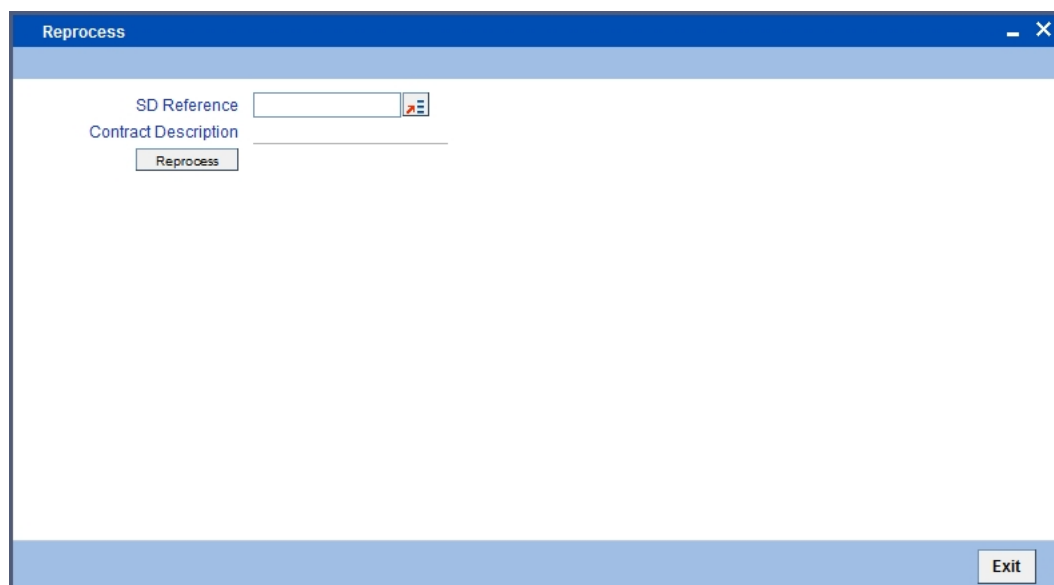 Reprocess
SD Reference
Contract Description
Reprocess
Exit